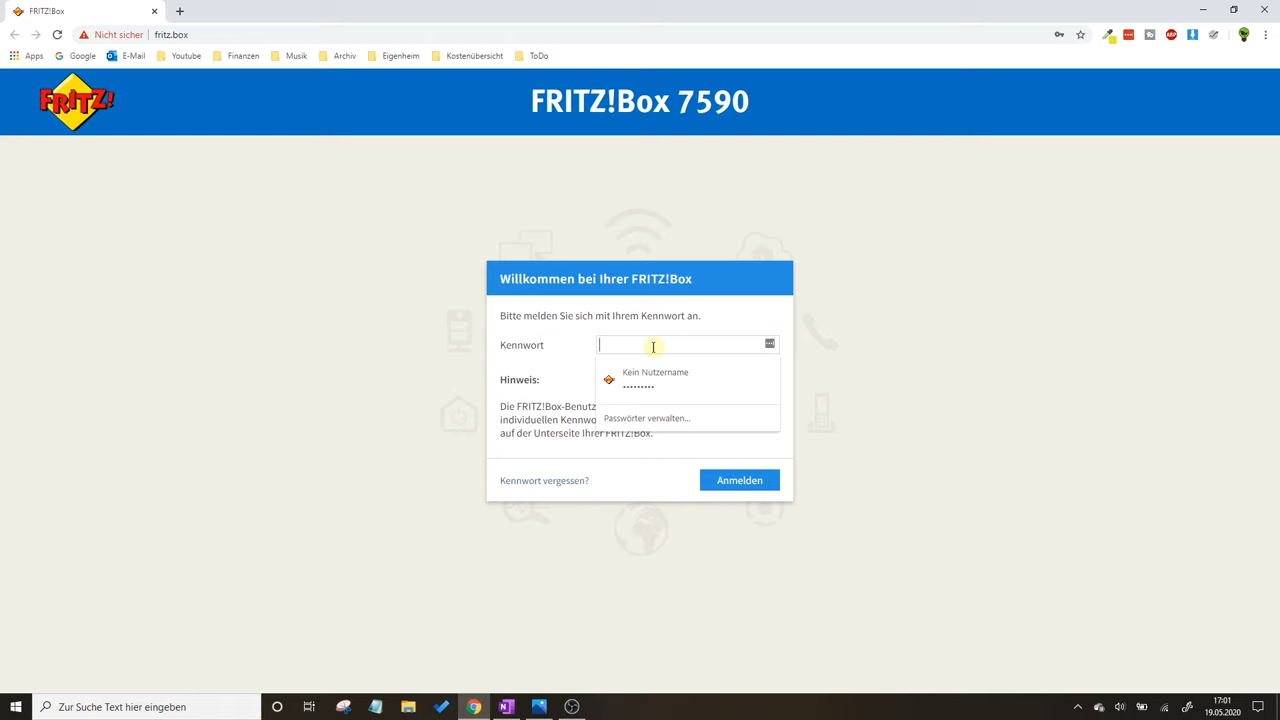 FRITZ!Box
Nicht sicher
fritz.box
Apps
Google
E-Mail
Youtube
Finanzen
Musik
Archiv
Eigenheim
Kostenübersicht
ToDo
FRITZ!
FRITZ!Box 7590
Willkommen bei Ihrer FRITZ!Box
Bitte melden Sie sich mit Ihrem Kennwort an.
Kennwort
Kein Nutzername
•••••••••
Passwörter verwalten...
Hinweis:
Die FRITZ!Box-Benutz
individuellen Kennwo
auf der Unterseite Ihrer FRITZ!Box.
Kennwort vergessen?
Anmelden
Zur Suche Text hier eingeben
17:01
19.05.2020